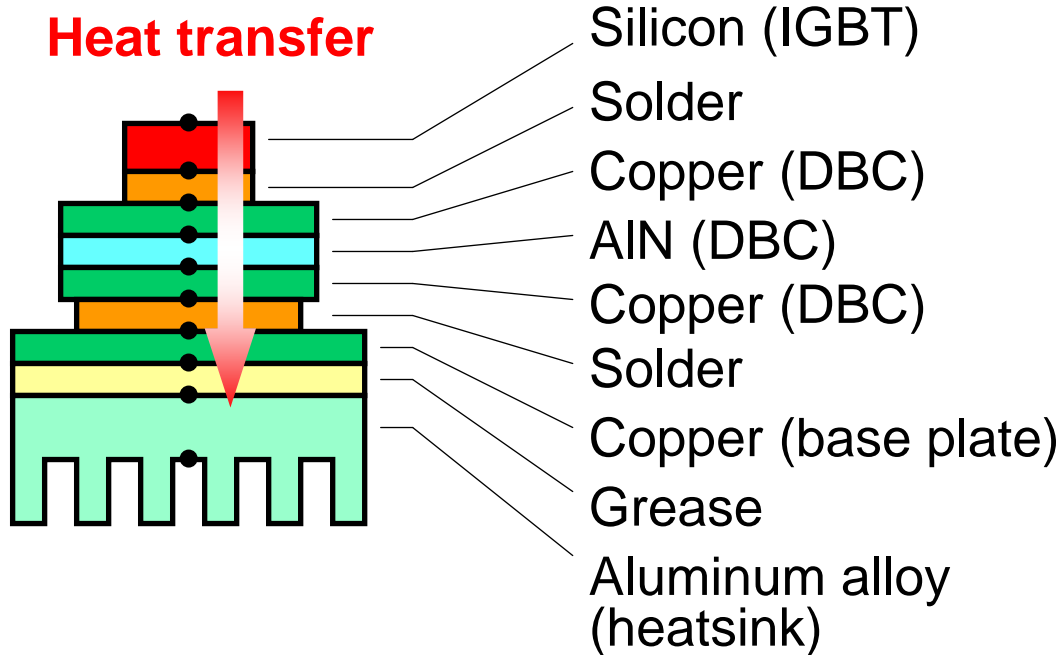 Heat transfer
Silicon (IGBT)
Solder
Copper (DBC)
AlN (DBC)
Copper (DBC)
Solder
Copper (base plate)
Grease
Aluminum alloy
(heatsink)